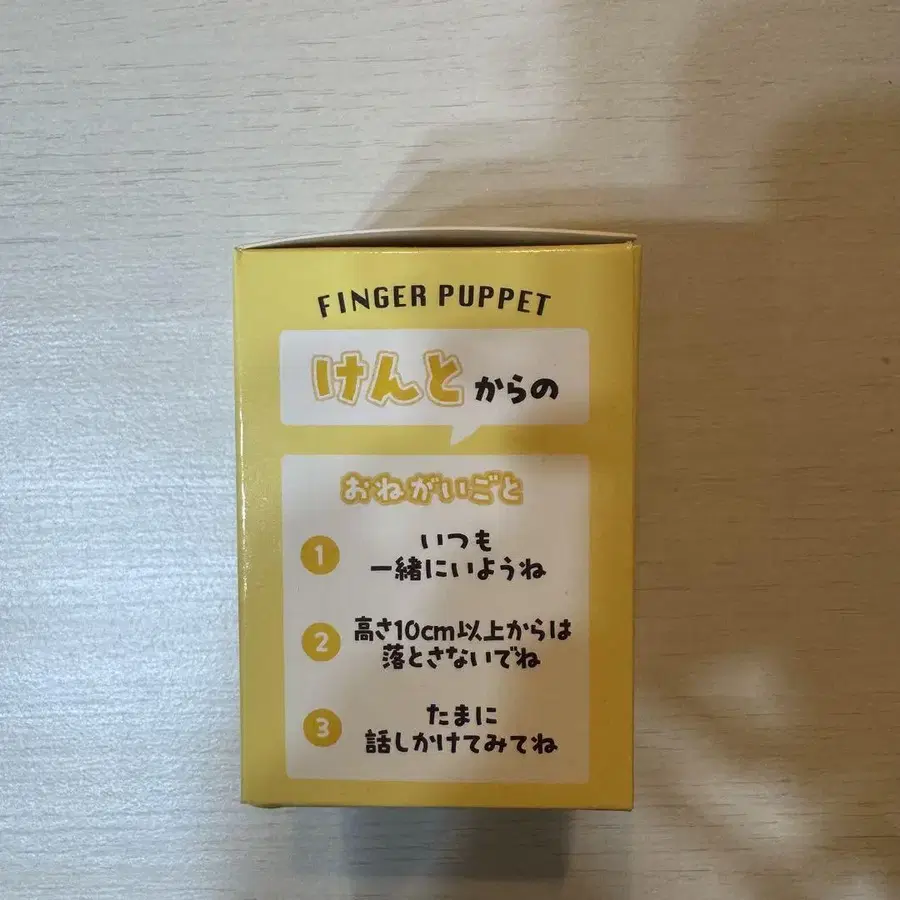 FINGER PUPPET
けんとからの
おねがいごと
1 いつも
一緒にいようね
2 高さ10cm以上からは
落とさないでね
3 たまに
話しかけてみてね